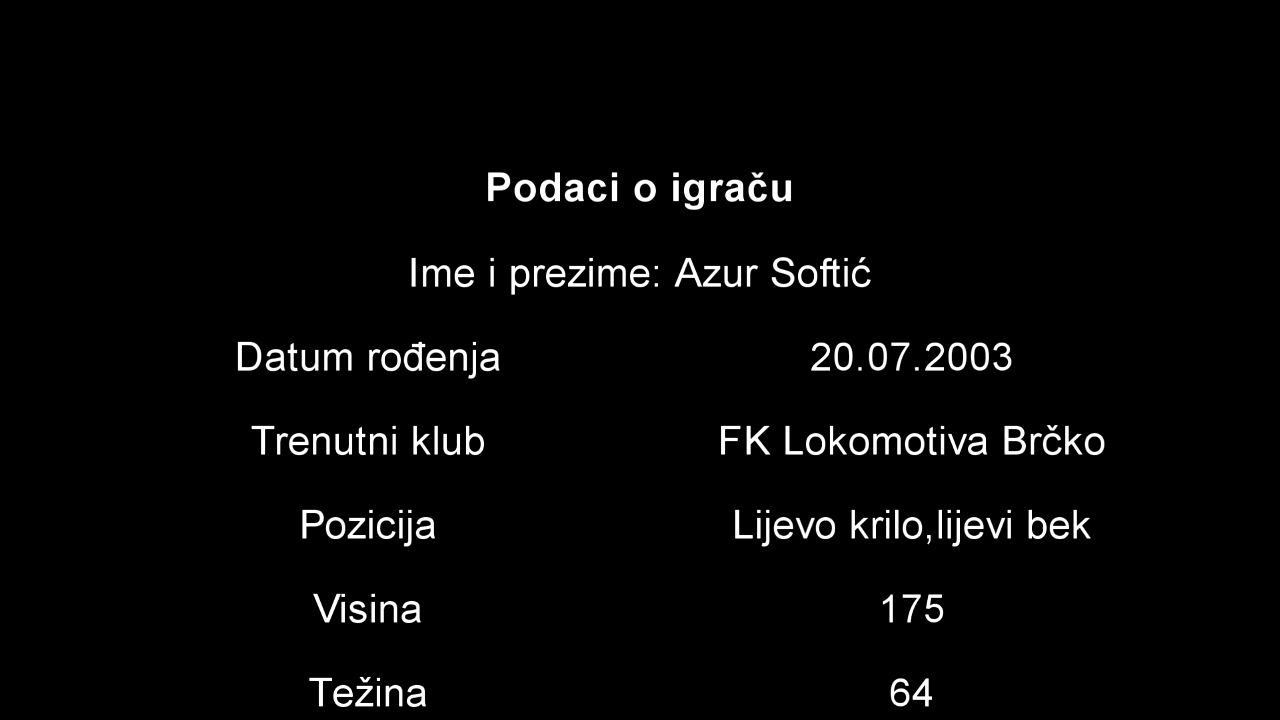 Podaci o igraču
Ime i prezime: Azur Softić
Datum rođenja 20.07.2003
Trenutni klub FK Lokomotiva Brčko
Pozicija Lijevo krilo,lijevi bek
Visina 175
Težina 64